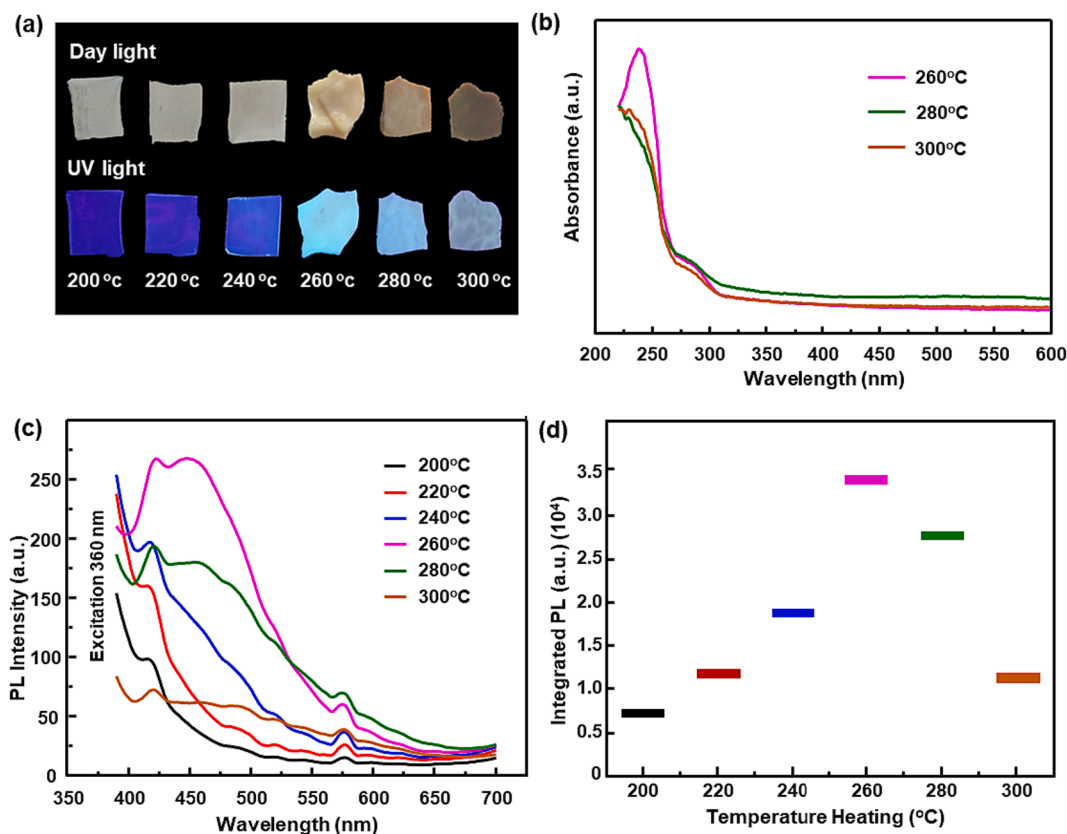 (a)
Day light
UV light
200 °c 220 °c 240 °c 260 °c 280 °c 300 °c
(b)
Absorbance (a.u.)
260°C
280°C
300°C
200 250 300 350 400 450 500 550 600
Wavelength (nm)
(c)
PL Intensity (a.u.)
250
200
150
100
50
0
Excitation 360 nm
200°C
220°C
240°C
260°C
280°C
300°C
350 400 450 500 550 600 650 700
Wavelength (nm)
(d)
Integrated PL (a.u.) (10⁴)
3.5
3.0
2.5
2.0
1.0
0.5
0
200 220 240 260 280 300
Temperature Heating (°C)